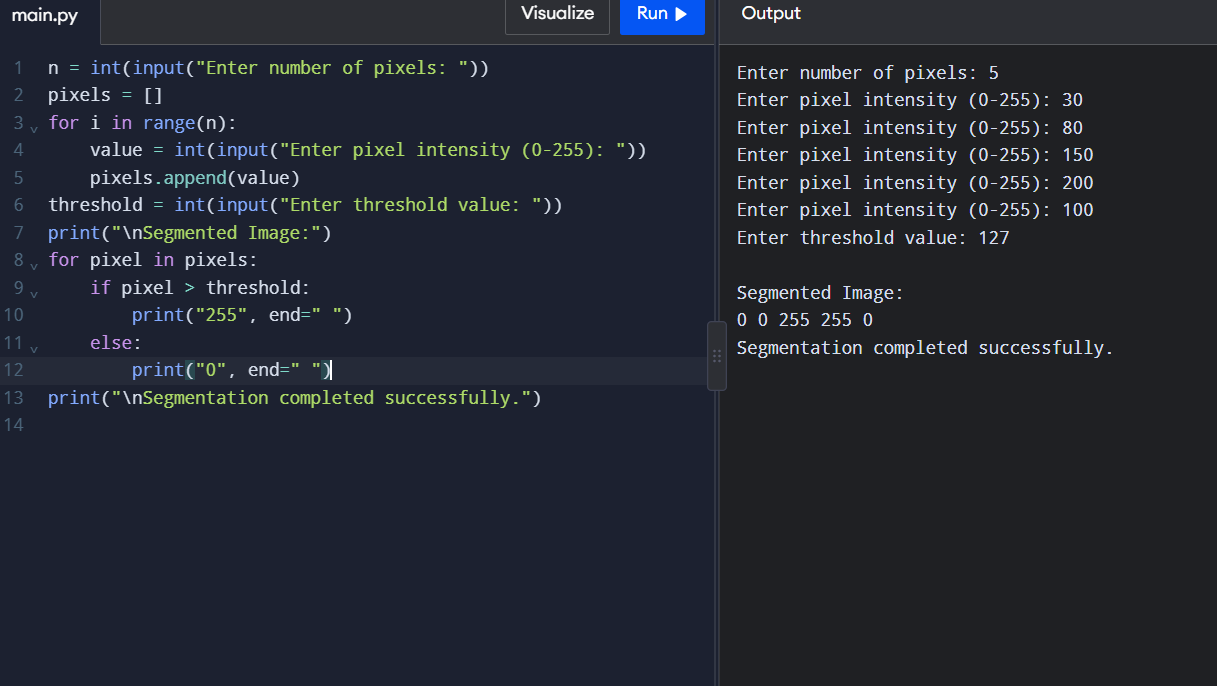 main.py
Visualize
Run
Output
1 n = int(input("Enter number of pixels: "))
2 pixels = []
3 for i in range(n):
4     value = int(input("Enter pixel intensity (0-255): "))
5     pixels.append(value)
6 threshold = int(input("Enter threshold value: "))
7 print("\nSegmented Image:")
8 for pixel in pixels:
9     if pixel > threshold:
10         print("255", end=" ")
11     else:
12         print("0", end=" ")
13 print("\nSegmentation completed successfully.")
14
Enter number of pixels: 5
Enter pixel intensity (0-255): 30
Enter pixel intensity (0-255): 80
Enter pixel intensity (0-255): 150
Enter pixel intensity (0-255): 200
Enter pixel intensity (0-255): 100
Enter threshold value: 127

Segmented Image:
0 0 255 255 0
Segmentation completed successfully.